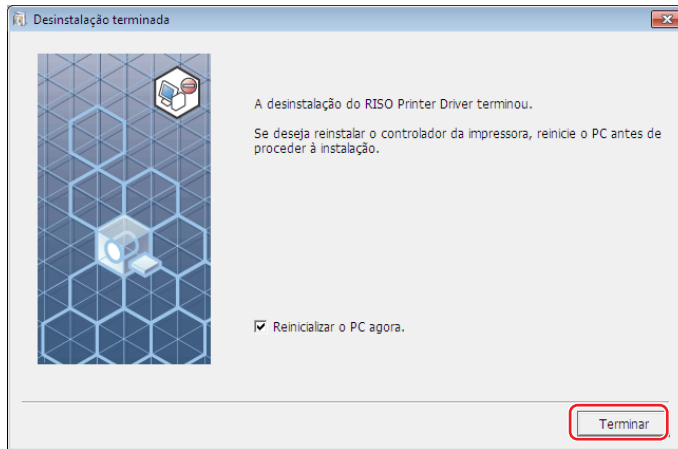 Desinstalação terminada
A desinstalação do RISO Printer Driver terminou.
Se deseja reinstalar o controlador da impressora, reinicie o PC antes de
proceder à instalação.
Reinicializar o PC agora.
Terminar